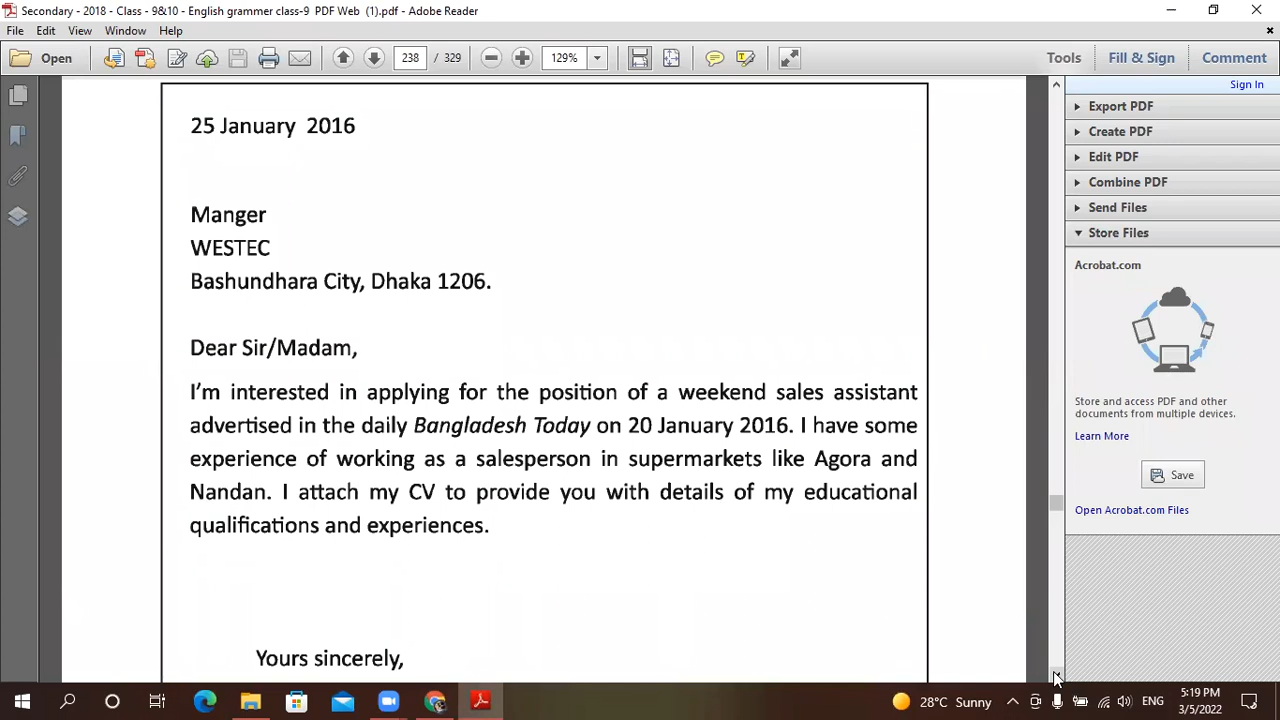 Secondary - 2018 - Class - 9&10 - English grammer class-9 PDF Web (1).pdf - Adobe Reader
File Edit View Window Help
Open 238 / 329 129% Tools Fill & Sign Comment
Sign In
Export PDF
Create PDF
Edit PDF
Combine PDF
Send Files
Store Files
Acrobat.com
Store and access PDF and other
documents from multiple devices.
Learn More
Save
Open Acrobat.com Files
25 January 2016
Manger
WESTEC
Bashundhara City, Dhaka 1206.
Dear Sir/Madam,
I'm interested in applying for the position of a weekend sales assistant
advertised in the daily Bangladesh Today on 20 January 2016. I have some
experience of working as a salesperson in supermarkets like Agora and
Nandan. I attach my CV to provide you with details of my educational
qualifications and experiences.
Yours sincerely,
28°C Sunny ENG 5:19 PM
3/5/2022